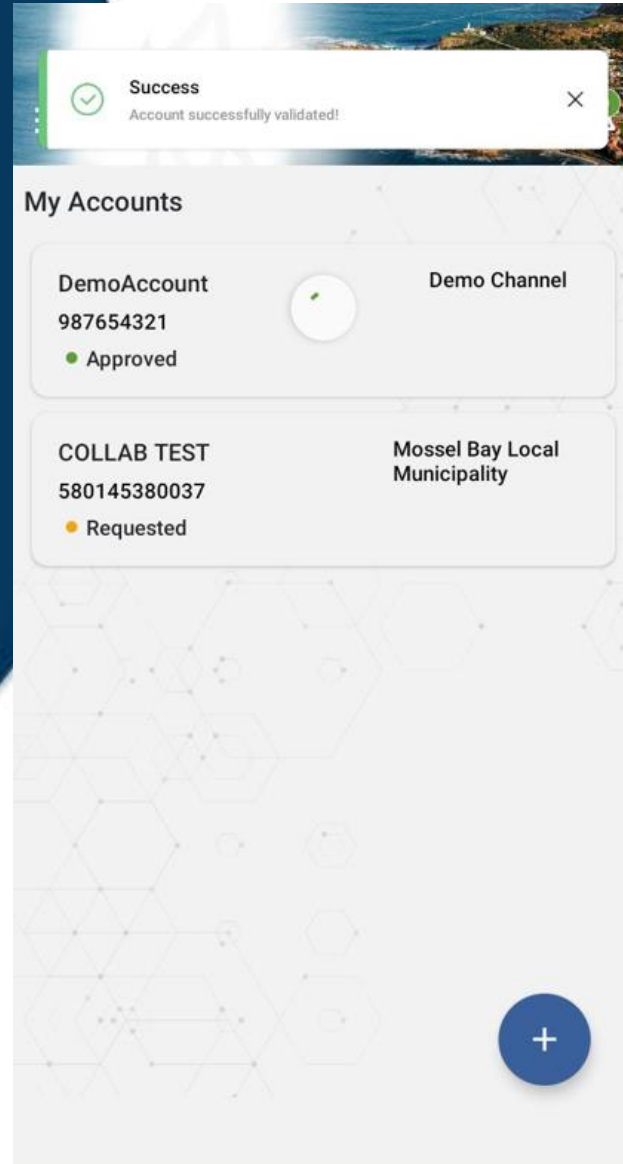 Success
Account successfully validated!
My Accounts
DemoAccount
Demo Channel
987654321
Approved
COLLAB TEST
Mossel Bay Local
Municipality
580145380037
Requested